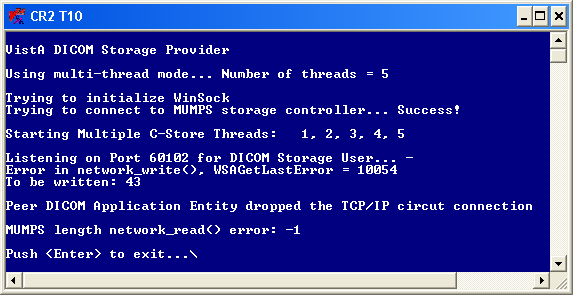 CR2 T10
VistA DICOM Storage Provider
Using multi-thread mode... Number of threads = 5
Trying to initialize WinSock
Trying to connect to MUMPS storage controller... Success!
Starting Multiple C-Store Threads:   1, 2, 3, 4, 5
Listening on Port 60102 for DICOM Storage User... -
Error in network_write(), WSAGetLastError = 10054
To be written: 43
Peer DICOM Application Entity dropped the TCP/IP circut connection
MUMPS length network_read() error: -1
Push <Enter> to exit...\